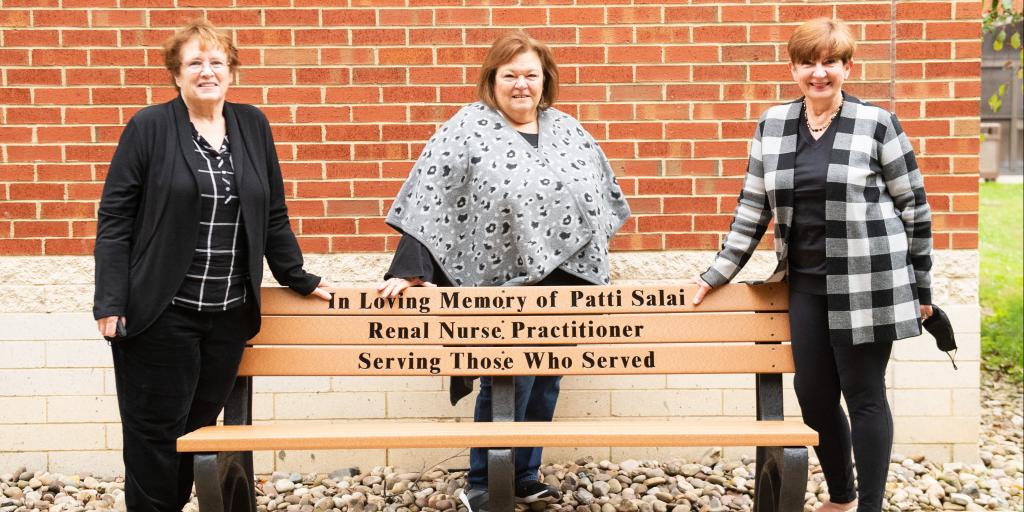 In Loving Memory of Patti Salai
Renal Nurse Practitioner
Serving Those Who Served